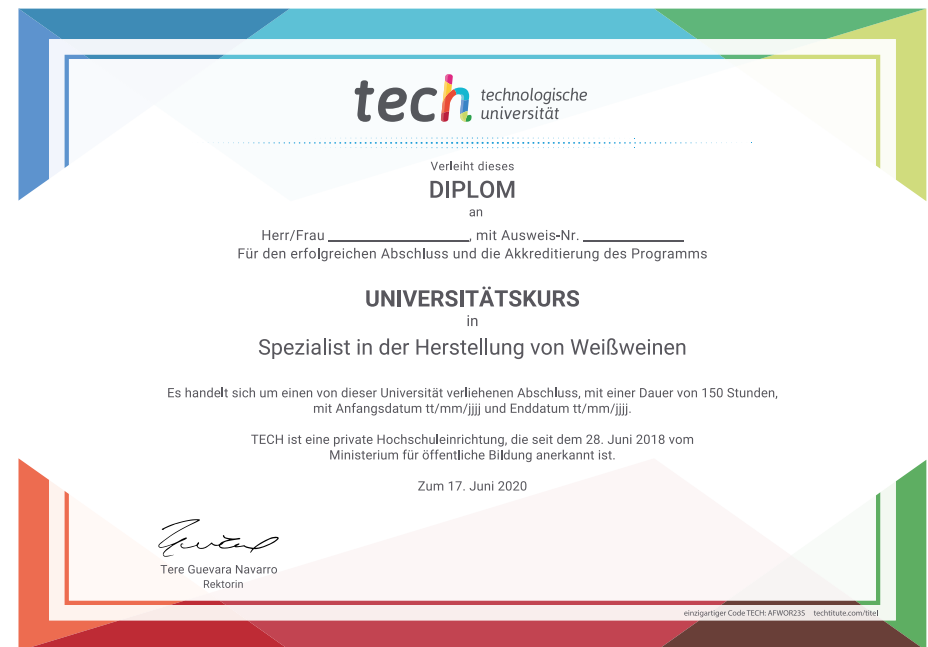 tech technologische
universität
Verleiht dieses
DIPLOM
an
Herr/Frau ____________, mit Ausweis-Nr. ____________
Für den erfolgreichen Abschluss und die Akkreditierung des Programms
UNIVERSITÄTSKURS
in
Spezialist in der Herstellung von Weißweinen
Es handelt sich um einen von dieser Universität verliehenen Abschluss, mit einer Dauer von 150 Stunden,
mit Anfangsdatum tt/mm/jjjj und Enddatum tt/mm/jjjj.
TECH ist eine private Hochschuleinrichtung, die seit dem 28. Juni 2018 vom
Ministerium für öffentliche Bildung anerkannt ist.
Zum 17. Juni 2020
Tere Guevara Navarro
Rektorin
einzigartiger Code TECH: AFWOR235 techtitute.com/titel